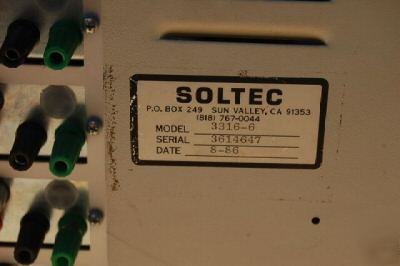 SOLTEC
P.O. BOX 249 SUN VALLEY, CA 91353
(818) 767-0044
MODEL 3316-6
SERIAL 3614647
DATE 8-86